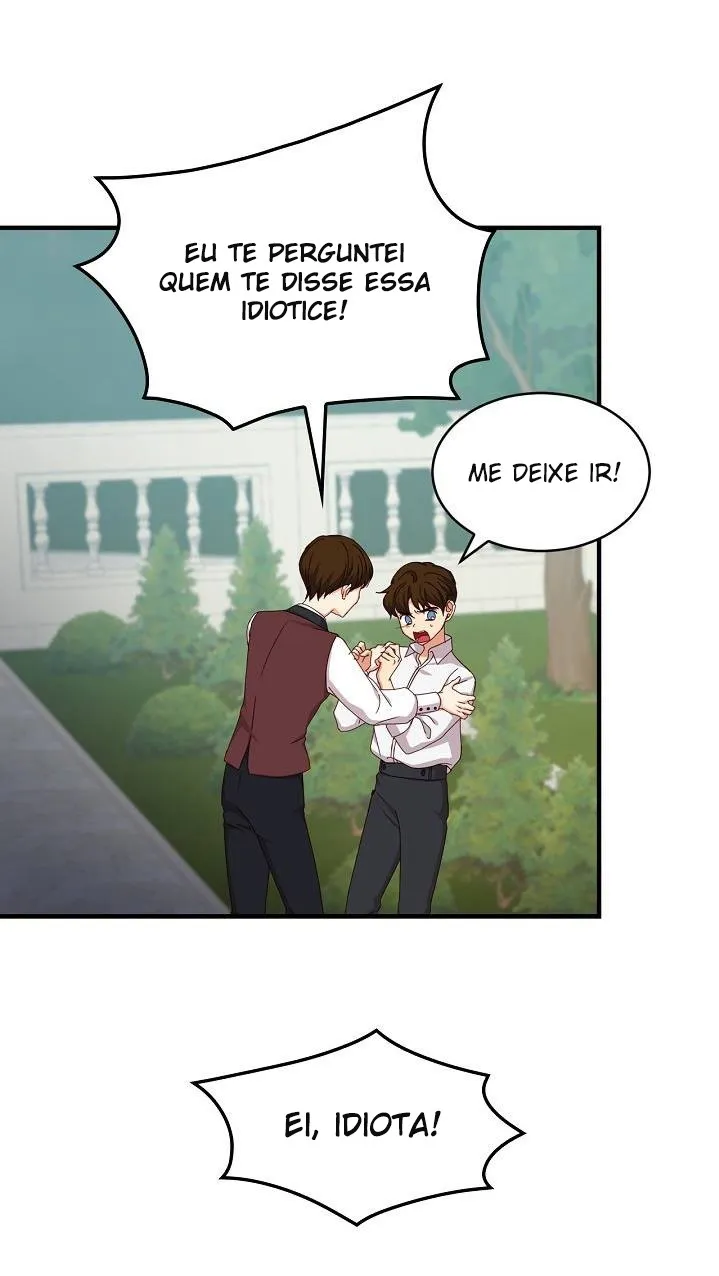 EU TE PERGUNTEI
QUEM TE DISSE ESSA
IDIOTICE!
ME DEIXE IR!
EI, IDIOTA!